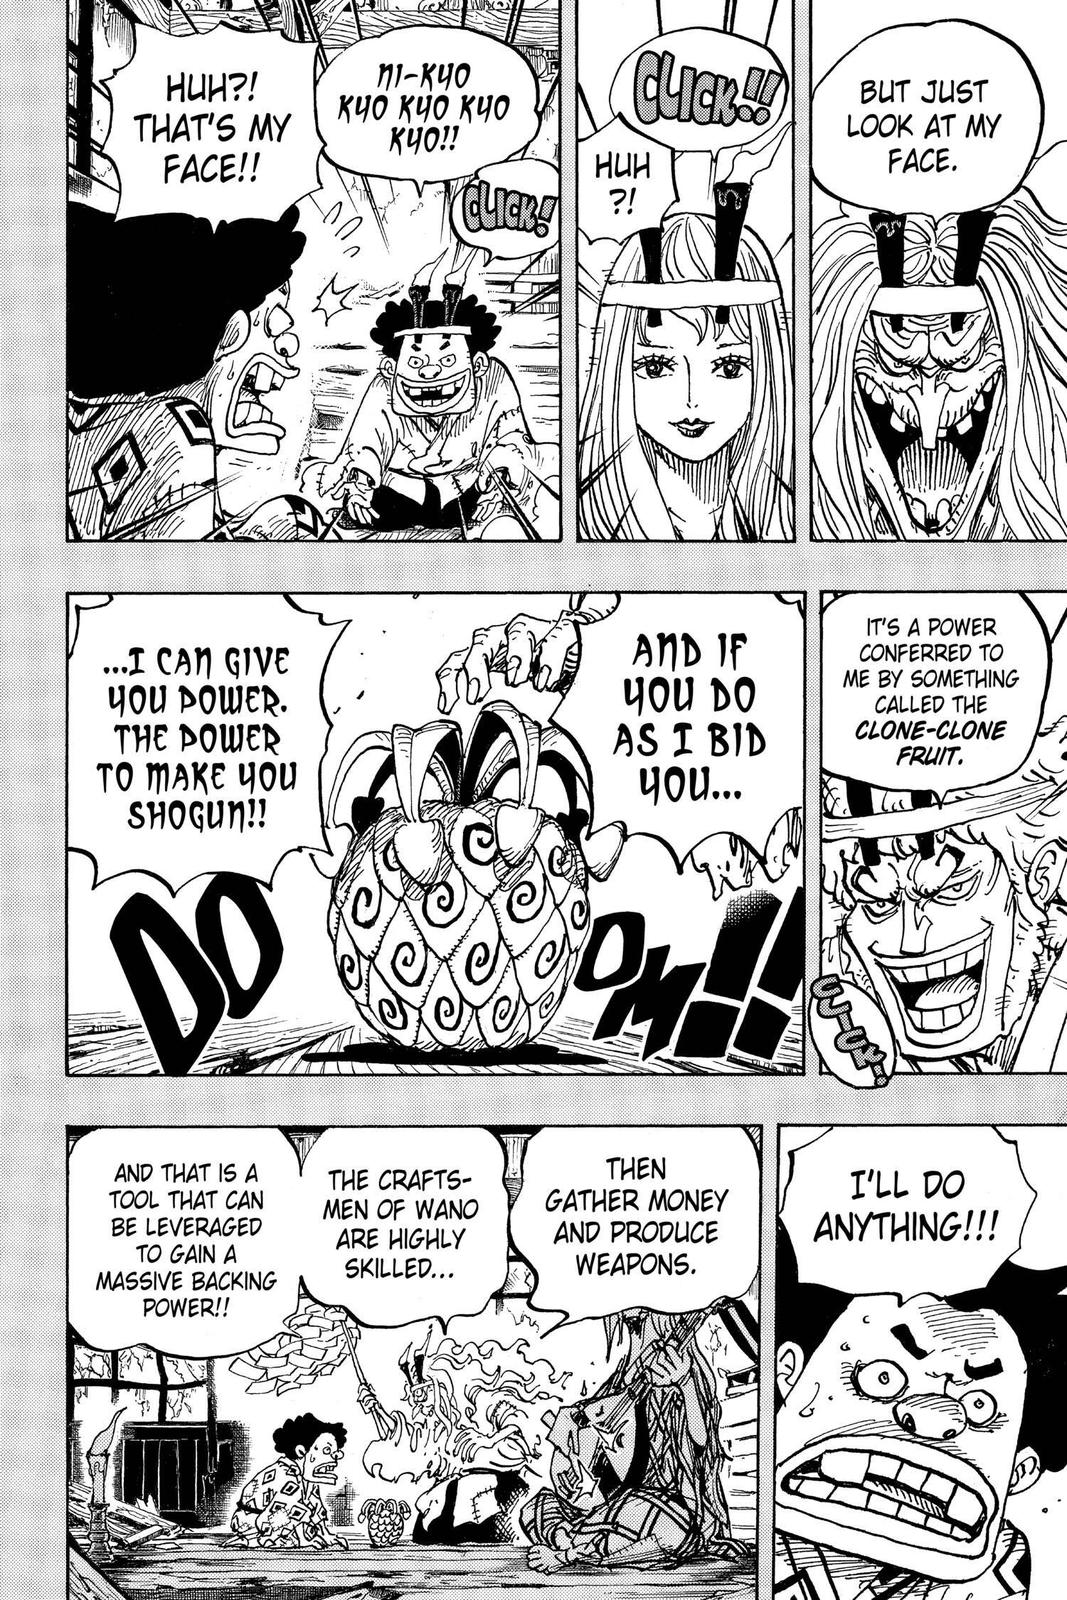 BUT JUST
LOOK AT MY
FACE.
CLICK!!
HUH
?!
NI-KYO
KYO KYO KYO
KYO!!
CLICK!
HUH?!
THAT'S MY
FACE!!
IT'S A POWER
CONFERRED TO
ME BY SOMETHING
CALLED THE
CLONE-CLONE
FRUIT.
CLICK!
AND IF
YOU DO
AS I BID
YOU...
...I CAN GIVE
YOU POWER.
THE POWER
TO MAKE YOU
SHOGUN!!
DOOM!!
I'LL DO
ANYTHING!!!
THEN
GATHER MONEY
AND PRODUCE
WEAPONS.
THE CRAFTS-
MEN OF WANO
ARE HIGHLY
SKILLED...
AND THAT IS A
TOOL THAT CAN
BE LEVERAGED
TO GAIN A
MASSIVE BACKING
POWER!!